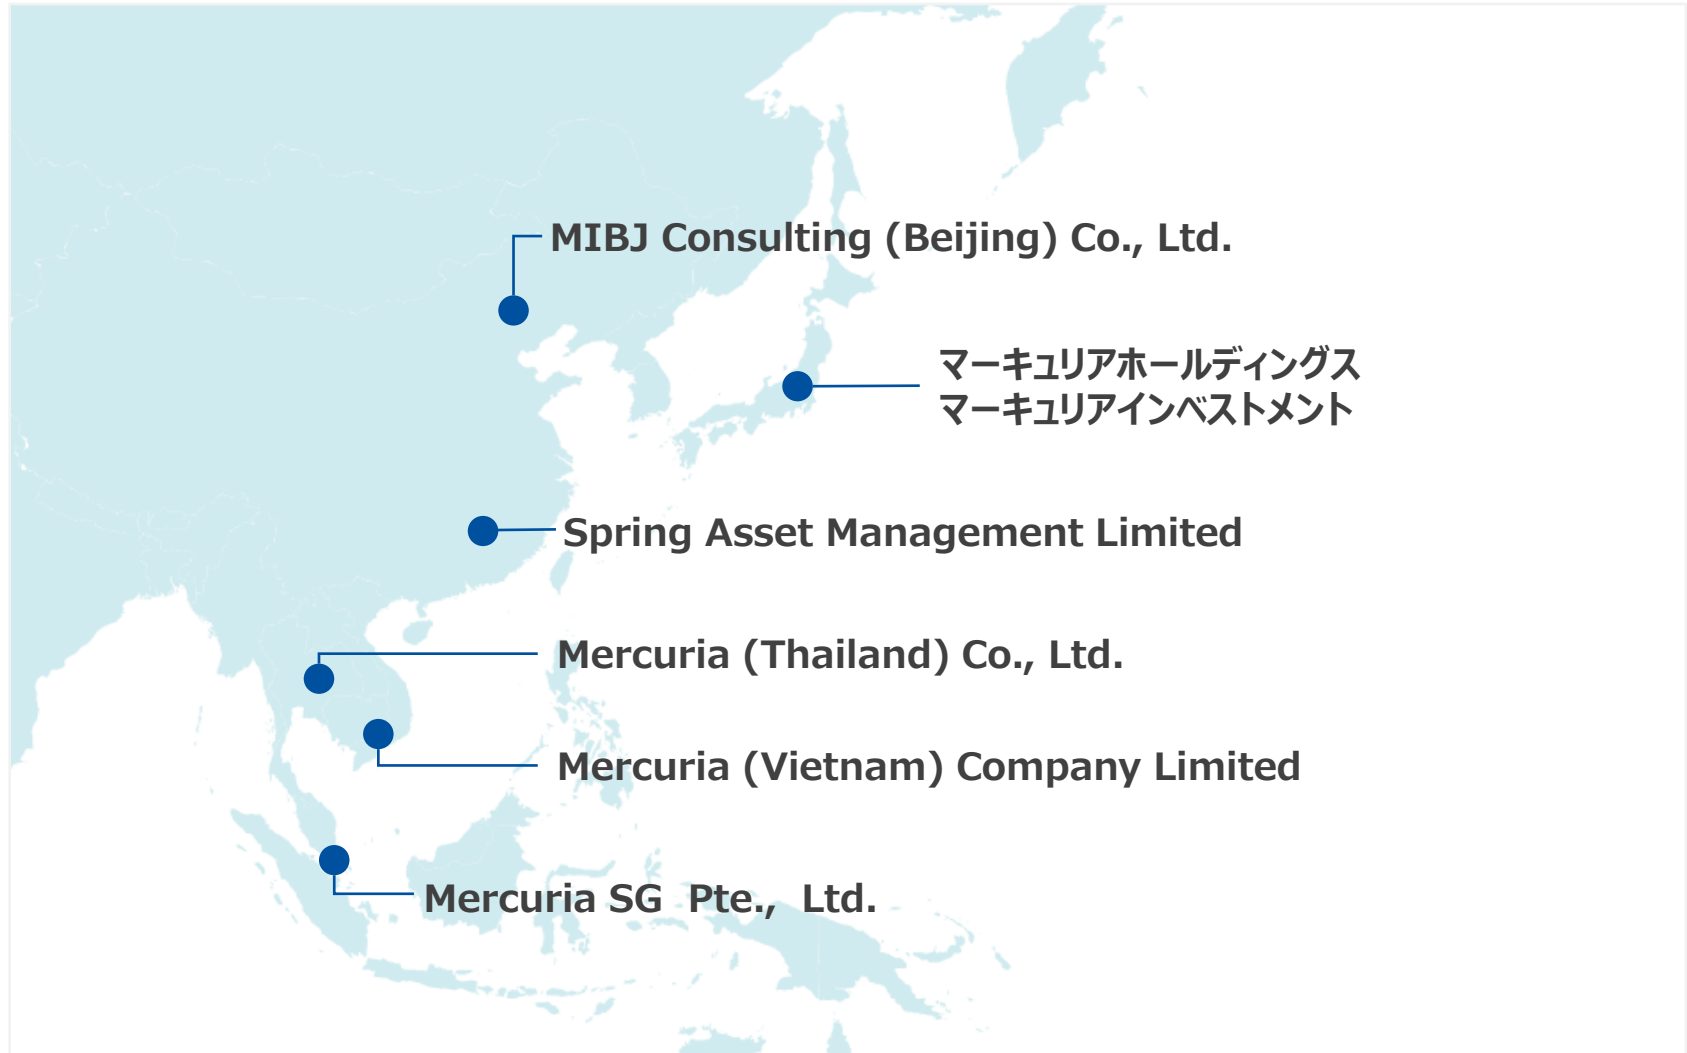 MIBJ Consulting (Beijing) Co., Ltd.
マーキュリアホールディングス
マーキュリアインベストメント
Spring Asset Management Limited
Mercuria (Thailand) Co., Ltd.
Mercuria (Vietnam) Company Limited
Mercuria SG Pte., Ltd.